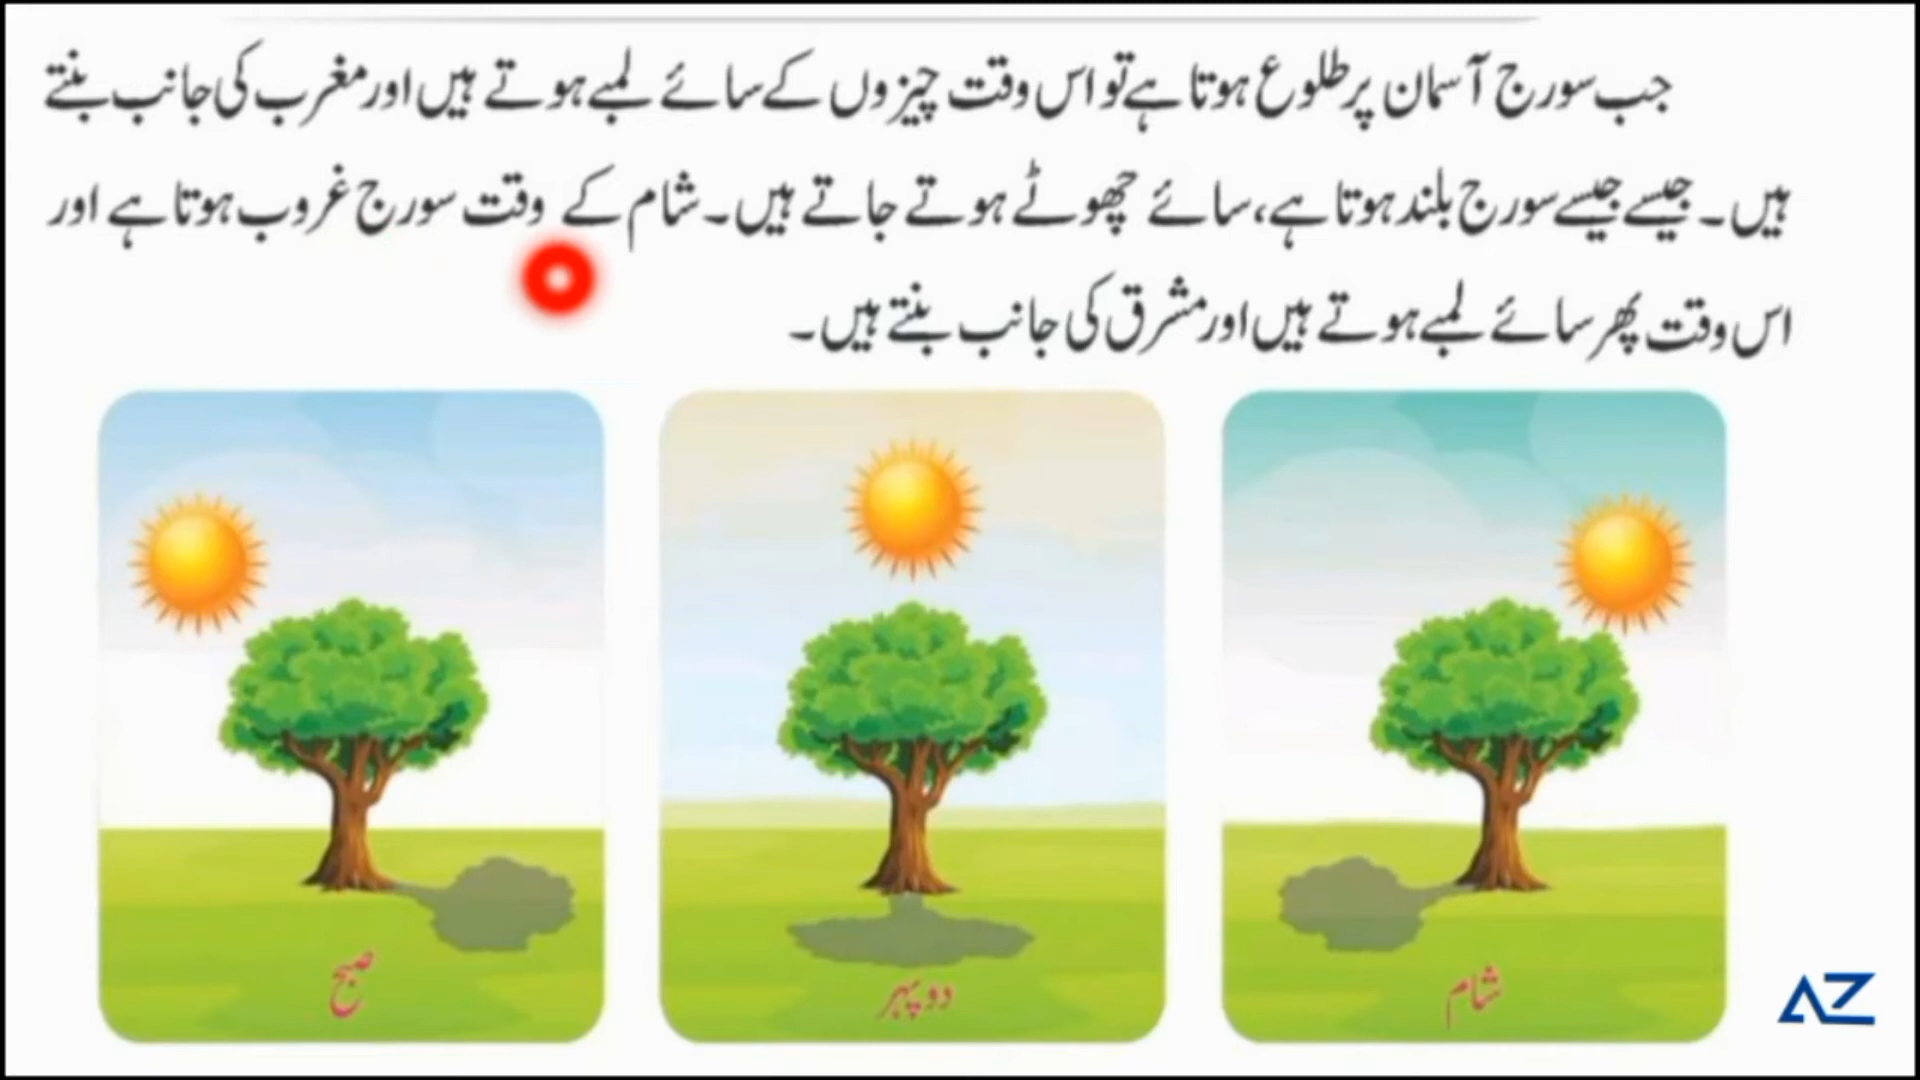 جب سورج آسمان پر طلوع ہوتا ہے تو اس وقت چیزوں کے سائے لمبے ہوتے ہیں اور مغرب کی جانب بنتے
ہیں۔ جیسے جیسے سورج بلند ہوتا ہے، سائے چھوٹے ہوتے جاتے ہیں۔ شام کے وقت سورج غروب ہوتا ہے اور
اس وقت پھر سائے لمبے ہوتے ہیں اور مشرق کی جانب بنتے ہیں۔
صبح
دوپہر
شام
AZ